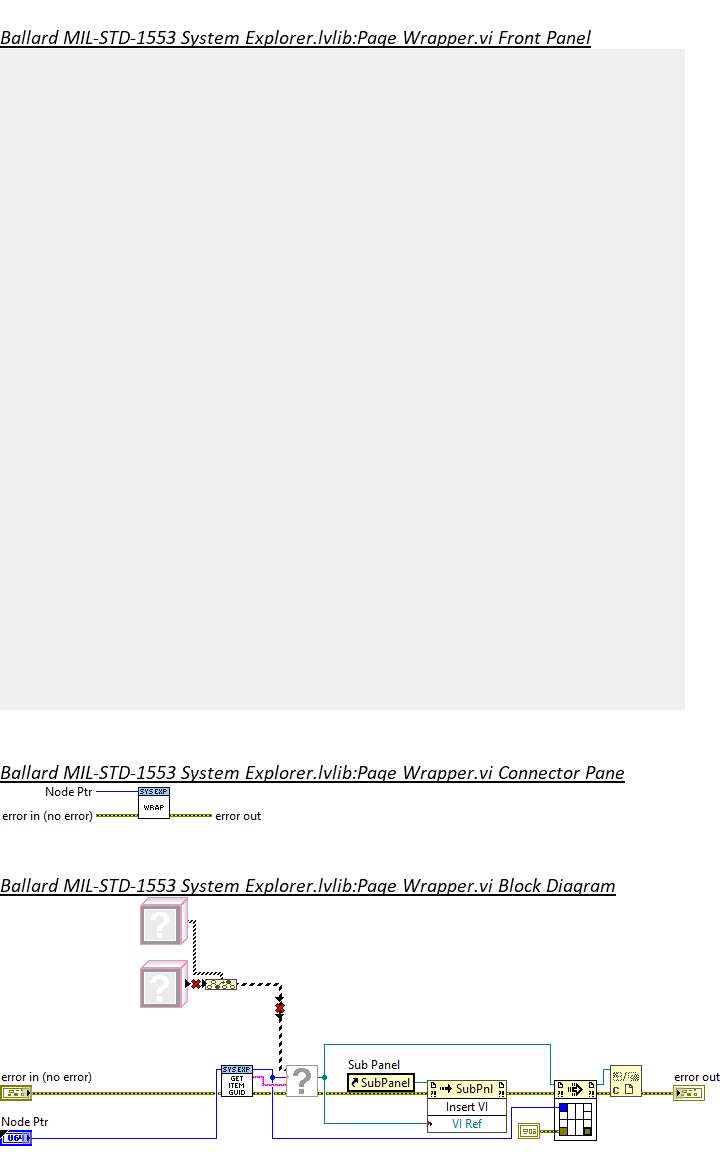 Ballard MIL-STD-1553 System Explorer.lvlib:Page Wrapper.vi Front Panel
Ballard MIL-STD-1553 System Explorer.lvlib:Page Wrapper.vi Connector Pane
Node Ptr
SYS EXP
WRAP
error in (no error)
error out
Ballard MIL-STD-1553 System Explorer.lvlib:Page Wrapper.vi Block Diagram
?
?
error in (no error)
SYS EXP
GET
ITEM
GUID
?
Sub Panel
SubPanel
SubPnl
Insert VI
VI Ref
?!
?!
?!
?!
C
error out
Node Ptr
U64